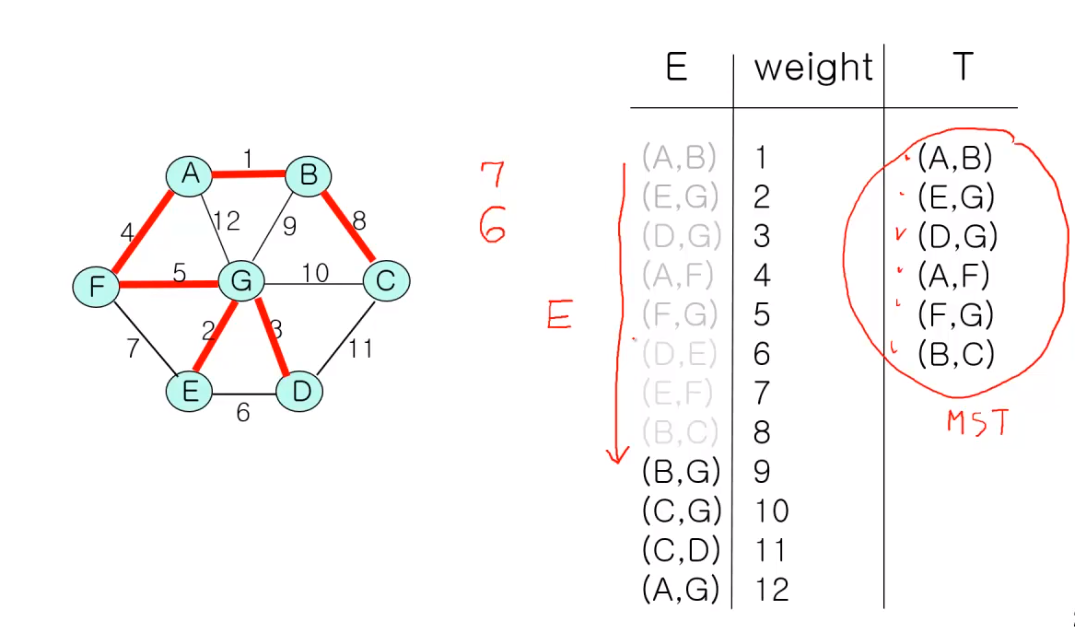 E weight T
(A,B) 1 (A,B)
(E,G) 2 (E,G)
(D,G) 3 (D,G)
(A,F) 4 (A,F)
(F,G) 5 (F,G)
(D,E) 6 (B,C)
(E,F) 7
(B,C) 8
(B,G) 9
(C,G) 10
(C,D) 11
(A,G) 12
E
MST
7
6
1
A B
4 12 9 8
F 5 G 10 C
7 2 3 11
E D
6